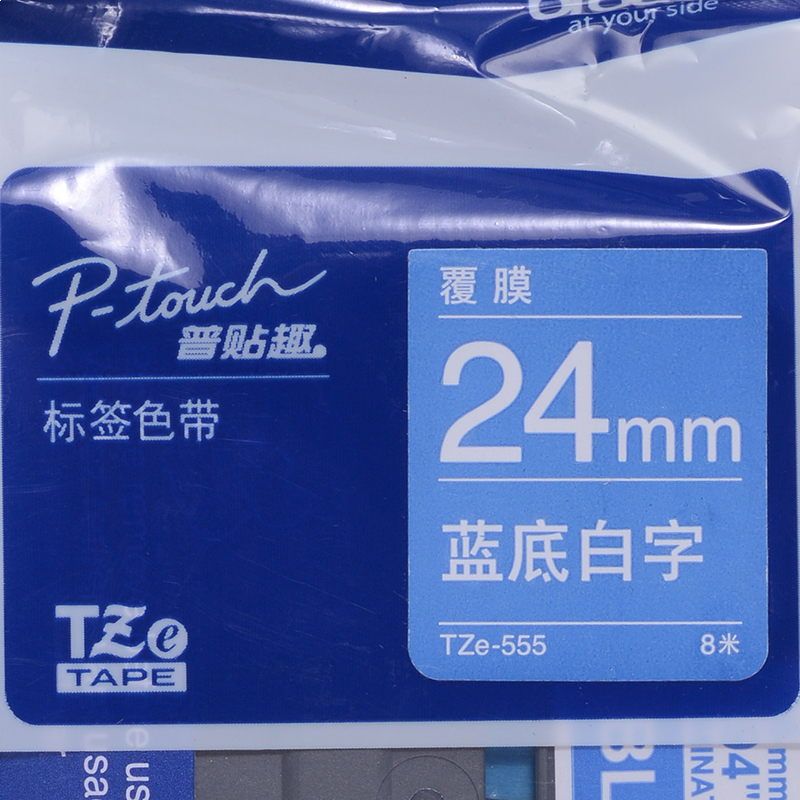 at your side
P-touch
普贴趣
标签色带
覆膜
24mm
蓝底白字
TZe-555 8米
TZe
TAPE